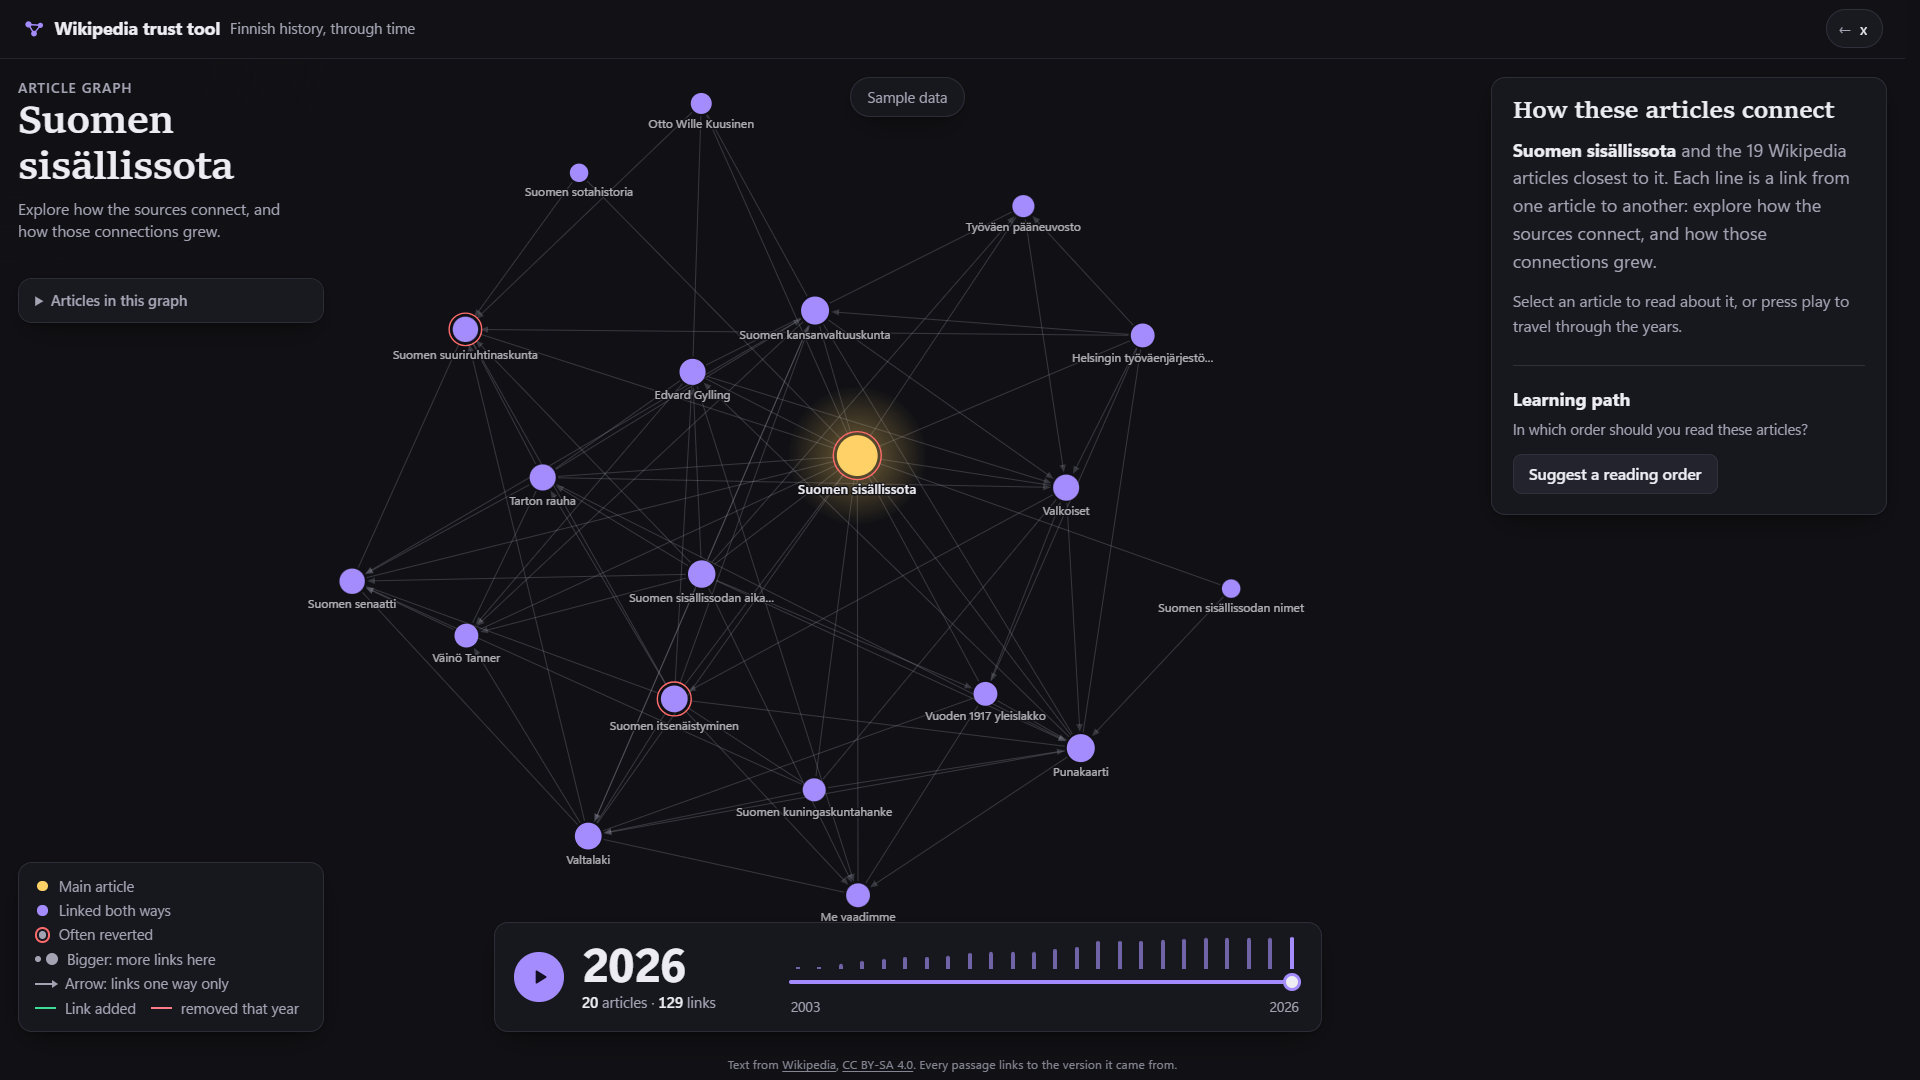 Wikipedia trust tool Finnish history, through time
← x
ARTICLE GRAPH
Suomen
sisällissota
Explore how the sources connect, and
how those connections grew.
Articles in this graph
Sample data
Otto Wille Kuusinen
Suomen sotahistoria
Työväen pääneuvosto
Suomen kansanvaltuuskunta
Suomen suuriruhtinaskunta
Helsingin työväenjärjestö...
Edvard Gylling
Suomen sisällissota
Tarton rauha
Valkoiset
Suomen senaatti
Suomen sisällissodan aika...
Suomen sisällissodan nimet
Väinö Tanner
Suomen itsenäistyminen
Vuoden 1917 yleislakko
Punakaarti
Suomen kuningaskuntahanke
Valtalaki
Me vaadimme
How these articles connect
Suomen sisällissota and the 19 Wikipedia
articles closest to it. Each line is a link from
one article to another: explore how the
sources connect, and how those
connections grew.
Select an article to read about it, or press play to
travel through the years.
Learning path
In which order should you read these articles?
Suggest a reading order
Main article
Linked both ways
Often reverted
Bigger: more links here
Arrow: links one way only
Link added removed that year
2026
20 articles · 129 links
2003 2026
Text from Wikipedia, CC BY-SA 4.0. Every passage links to the version it came from.